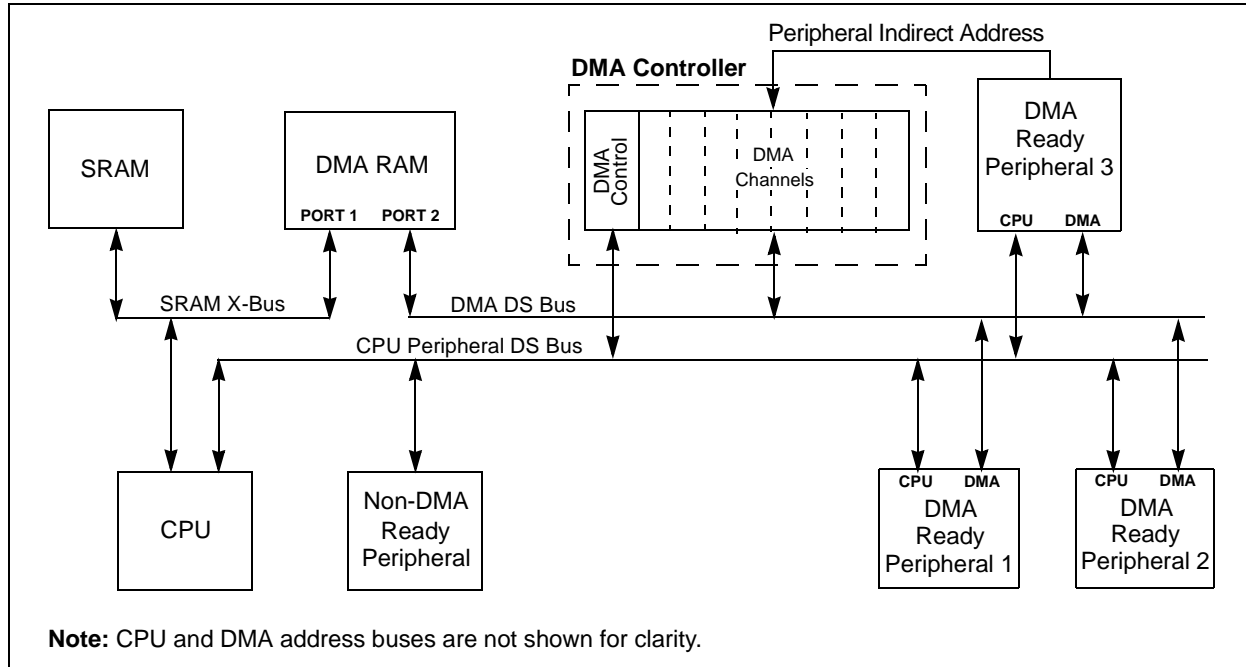 Peripheral Indirect Address
DMA Controller
SRAM
DMA RAM
PORT 1 PORT 2
DMA
Control
DMA
Channels
DMA
Ready
Peripheral 3
CPU DMA
SRAM X-Bus
DMA DS Bus
CPU Peripheral DS Bus
CPU
Non-DMA
Ready
Peripheral
CPU DMA
DMA
Ready
Peripheral 1
CPU DMA
DMA
Ready
Peripheral 2
Note: CPU and DMA address buses are not shown for clarity.